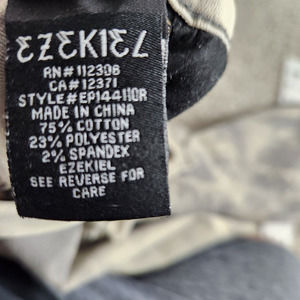 EZEKIEL
RN# 112308
CA# 12371
STYLE# EP144110R
MADE IN CHINA
75% COTTON
23% POLYESTER
2% SPANDEX
EZEKIEL
SEE REVERSE FOR
CARE